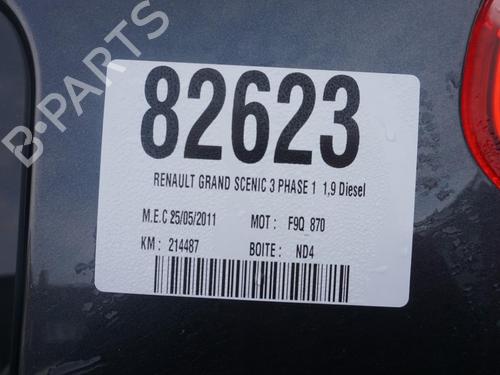 B-PARTS
82623
RENAULT GRAND SCENIC 3 PHASE 1 1,9 Diesel
M.E.C 25/05/2011 MOT : F9Q 870
KM : 214487 BOITE : ND4